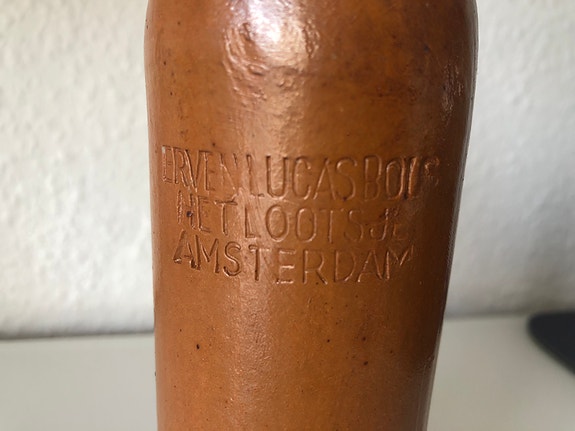 ERVEN LUCAS BOLS
HET LOOTSJE
AMSTERDAM